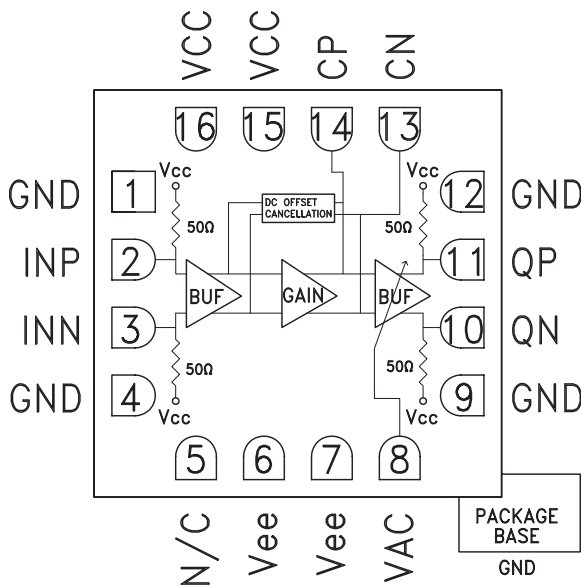 VCC
VCC
CP
CN
16
15
14
13
GND
1
Vcc
DC OFFSET
CANCELLATION
Vcc
12
GND
50Ω
50Ω
INP
2
11
QP
BUF
GAIN
BUF
INN
3
10
QN
50Ω
50Ω
GND
4
Vcc
Vcc
9
GND
5
6
7
8
N/C
Vee
Vee
VAC
PACKAGE
BASE
GND